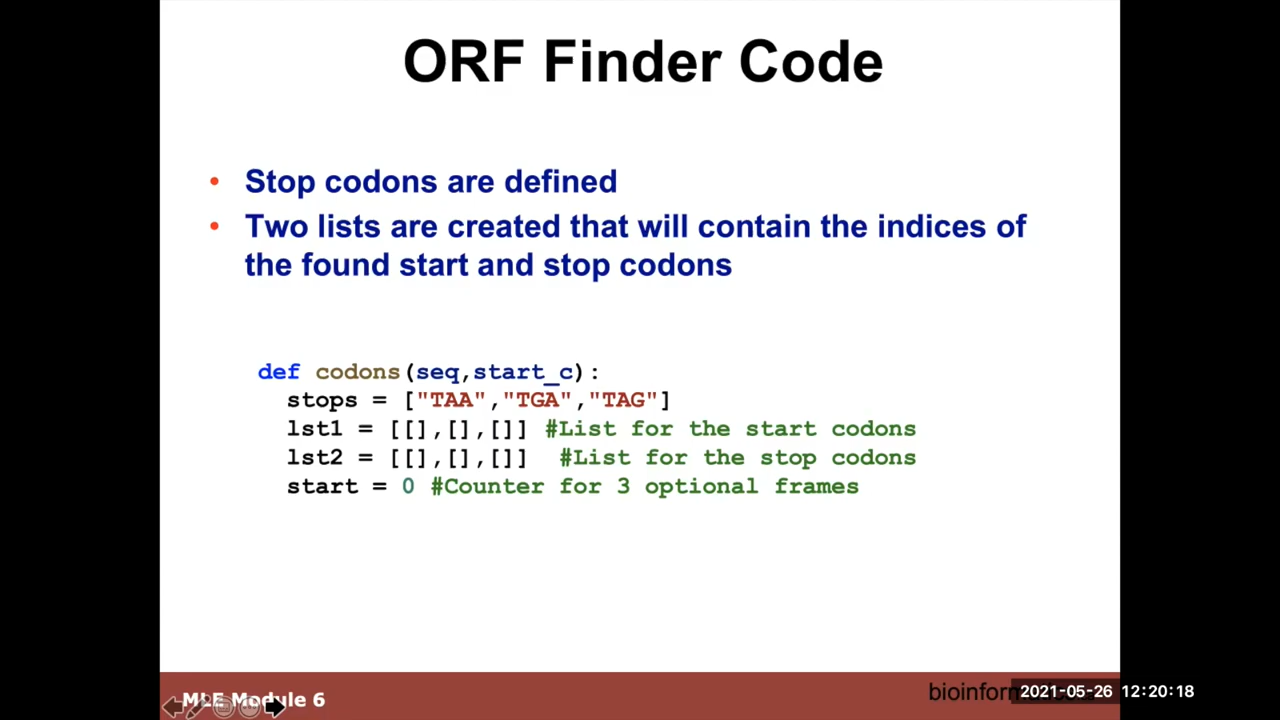 ORF Finder Code
• Stop codons are defined
• Two lists are created that will contain the indices of
the found start and stop codons
def codons(seq,start_c):
stops = ["TAA","TGA","TAG"]
lst1 = [[],[],[]] #List for the start codons
lst2 = [[],[],[]]  #List for the stop codons
start = 0 #Counter for 3 optional frames
MLE Module 6
2021-05-26 12:20:18